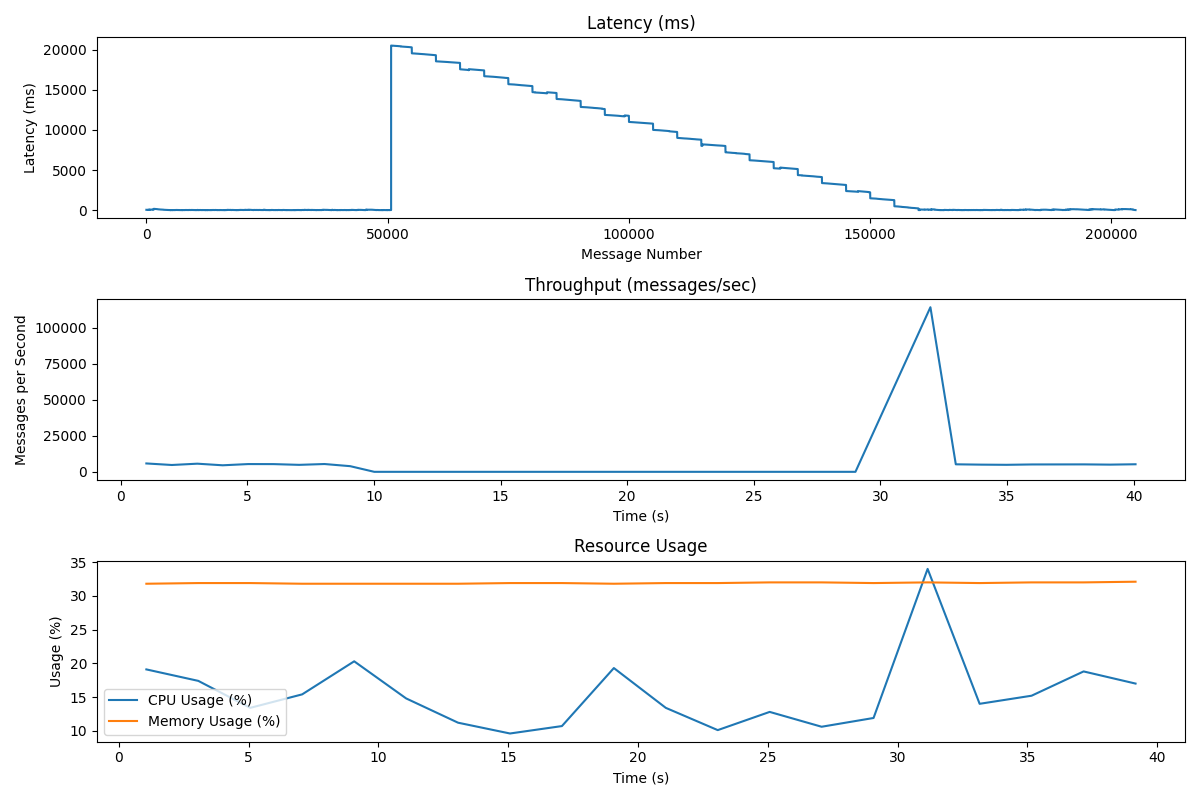 Latency (ms)
Latency (ms)
20000
15000
10000
5000
0
0 50000 100000 150000 200000
Message Number
Throughput (messages/sec)
Messages per Second
100000
75000
50000
25000
0
0 5 10 15 20 25 30 35 40
Time (s)
Resource Usage
Usage (%)
35
30
25
20
15
10
CPU Usage (%)
Memory Usage (%)
0 5 10 15 20 25 30 35 40
Time (s)